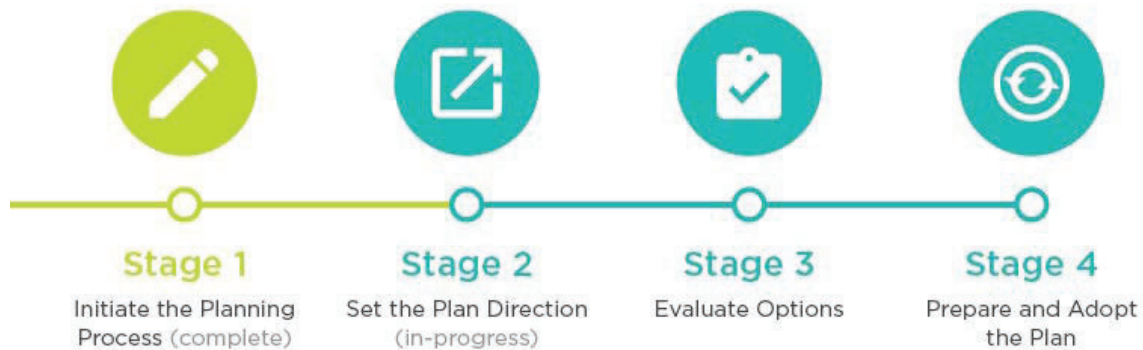 Stage 1
Initiate the Planning
Process (complete)
Stage 2
Set the Plan Direction
(in-progress)
Stage 3
Evaluate Options
Stage 4
Prepare and Adopt
the Plan